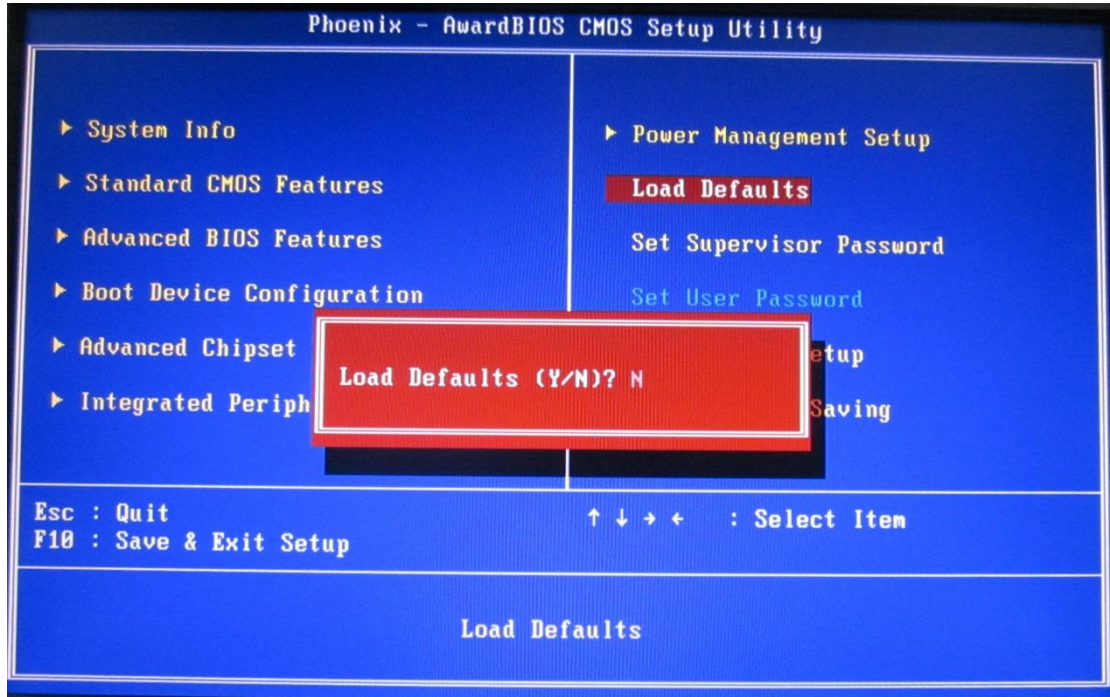 Phoenix - AwardBIOS CMOS Setup Utility
► System Info
► Standard CMOS Features
► Advanced BIOS Features
► Boot Device Configuration
► Advanced Chipset
► Integrated Periph
► Power Management Setup
Load Defaults
Set Supervisor Password
Set User Password
etup
Saving
Load Defaults (Y/N)? N
Esc : Quit
F10 : Save & Exit Setup
↑ ↓ → ← : Select Item
Load Defaults